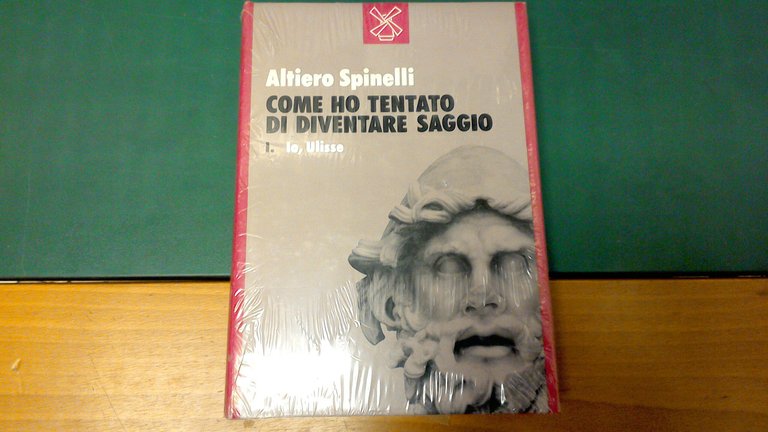 Altiero Spinelli
COME HO TENTATO
DI DIVENTARE SAGGIO
I. Io, Ulisse